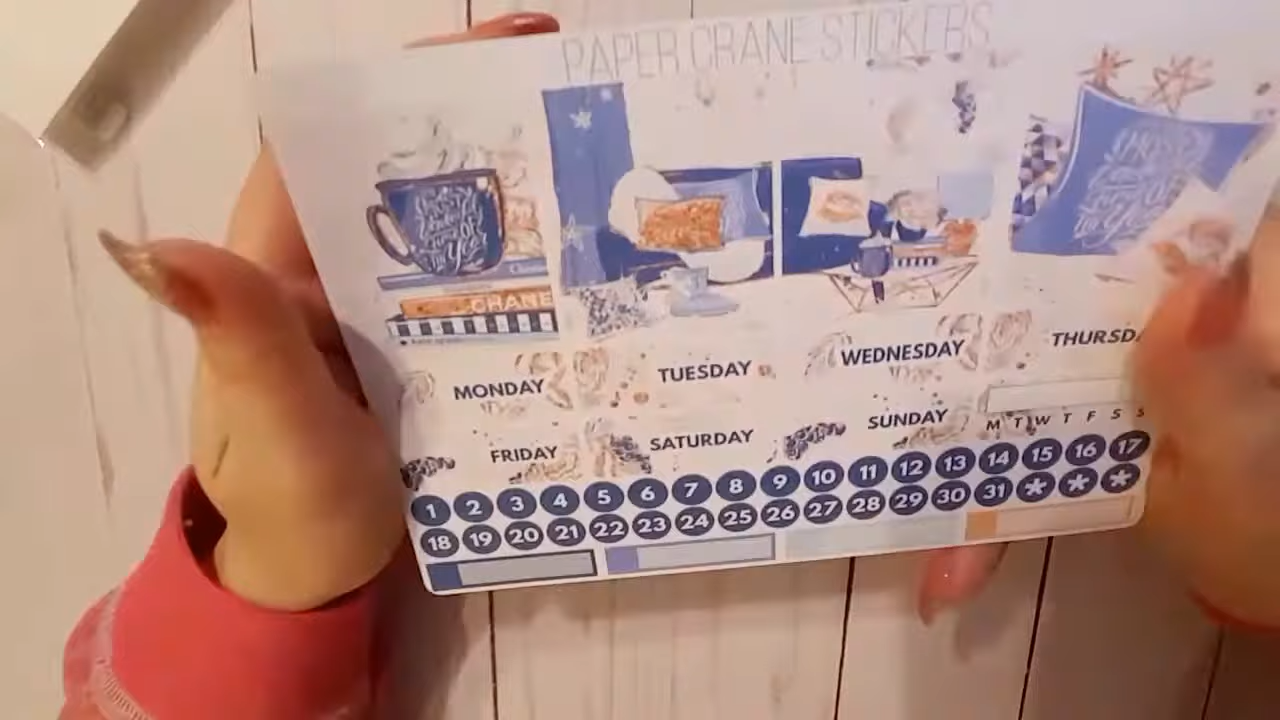 PAPER CRANE STICKERS
CHANE
MONDAY
TUESDAY
WEDNESDAY
THURSDA
FRIDAY
SATURDAY
SUNDAY
M T W T F S S
1 2 3 4 5 6 7 8 9 10 11 12 13 14 15 16 17
18 19 20 21 22 23 24 25 26 27 28 29 30 31 * * *